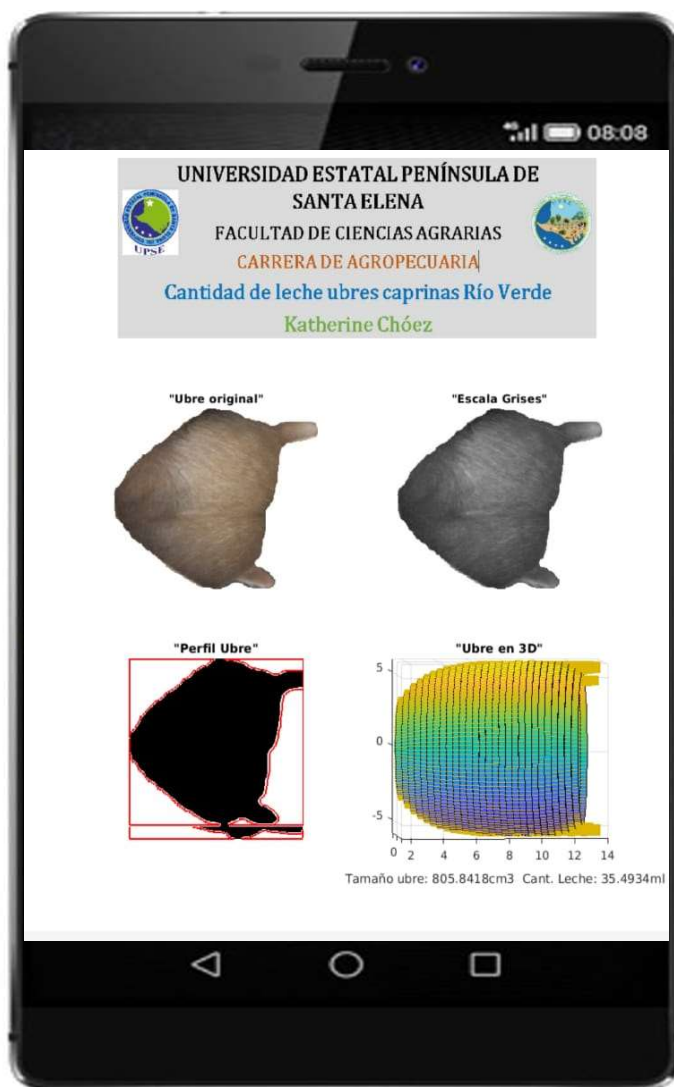 4G 08:08
UNIVERSIDAD ESTATAL PENÍNSULA DE
SANTA ELENA
FACULTAD DE CIENCIAS AGRARIAS
CARRERA DE AGROPECUARIA
Cantidad de leche ubres caprinas Río Verde
Katherine Chóez
UPSE
"Ubre original" "Escala Grises"
"Perfil Ubre" "Ubre en 3D"
5
0
-5
0 2 4 6 8 10 12 14
Tamaño ubre: 805.8418cm3 Cant. Leche: 35.4934ml